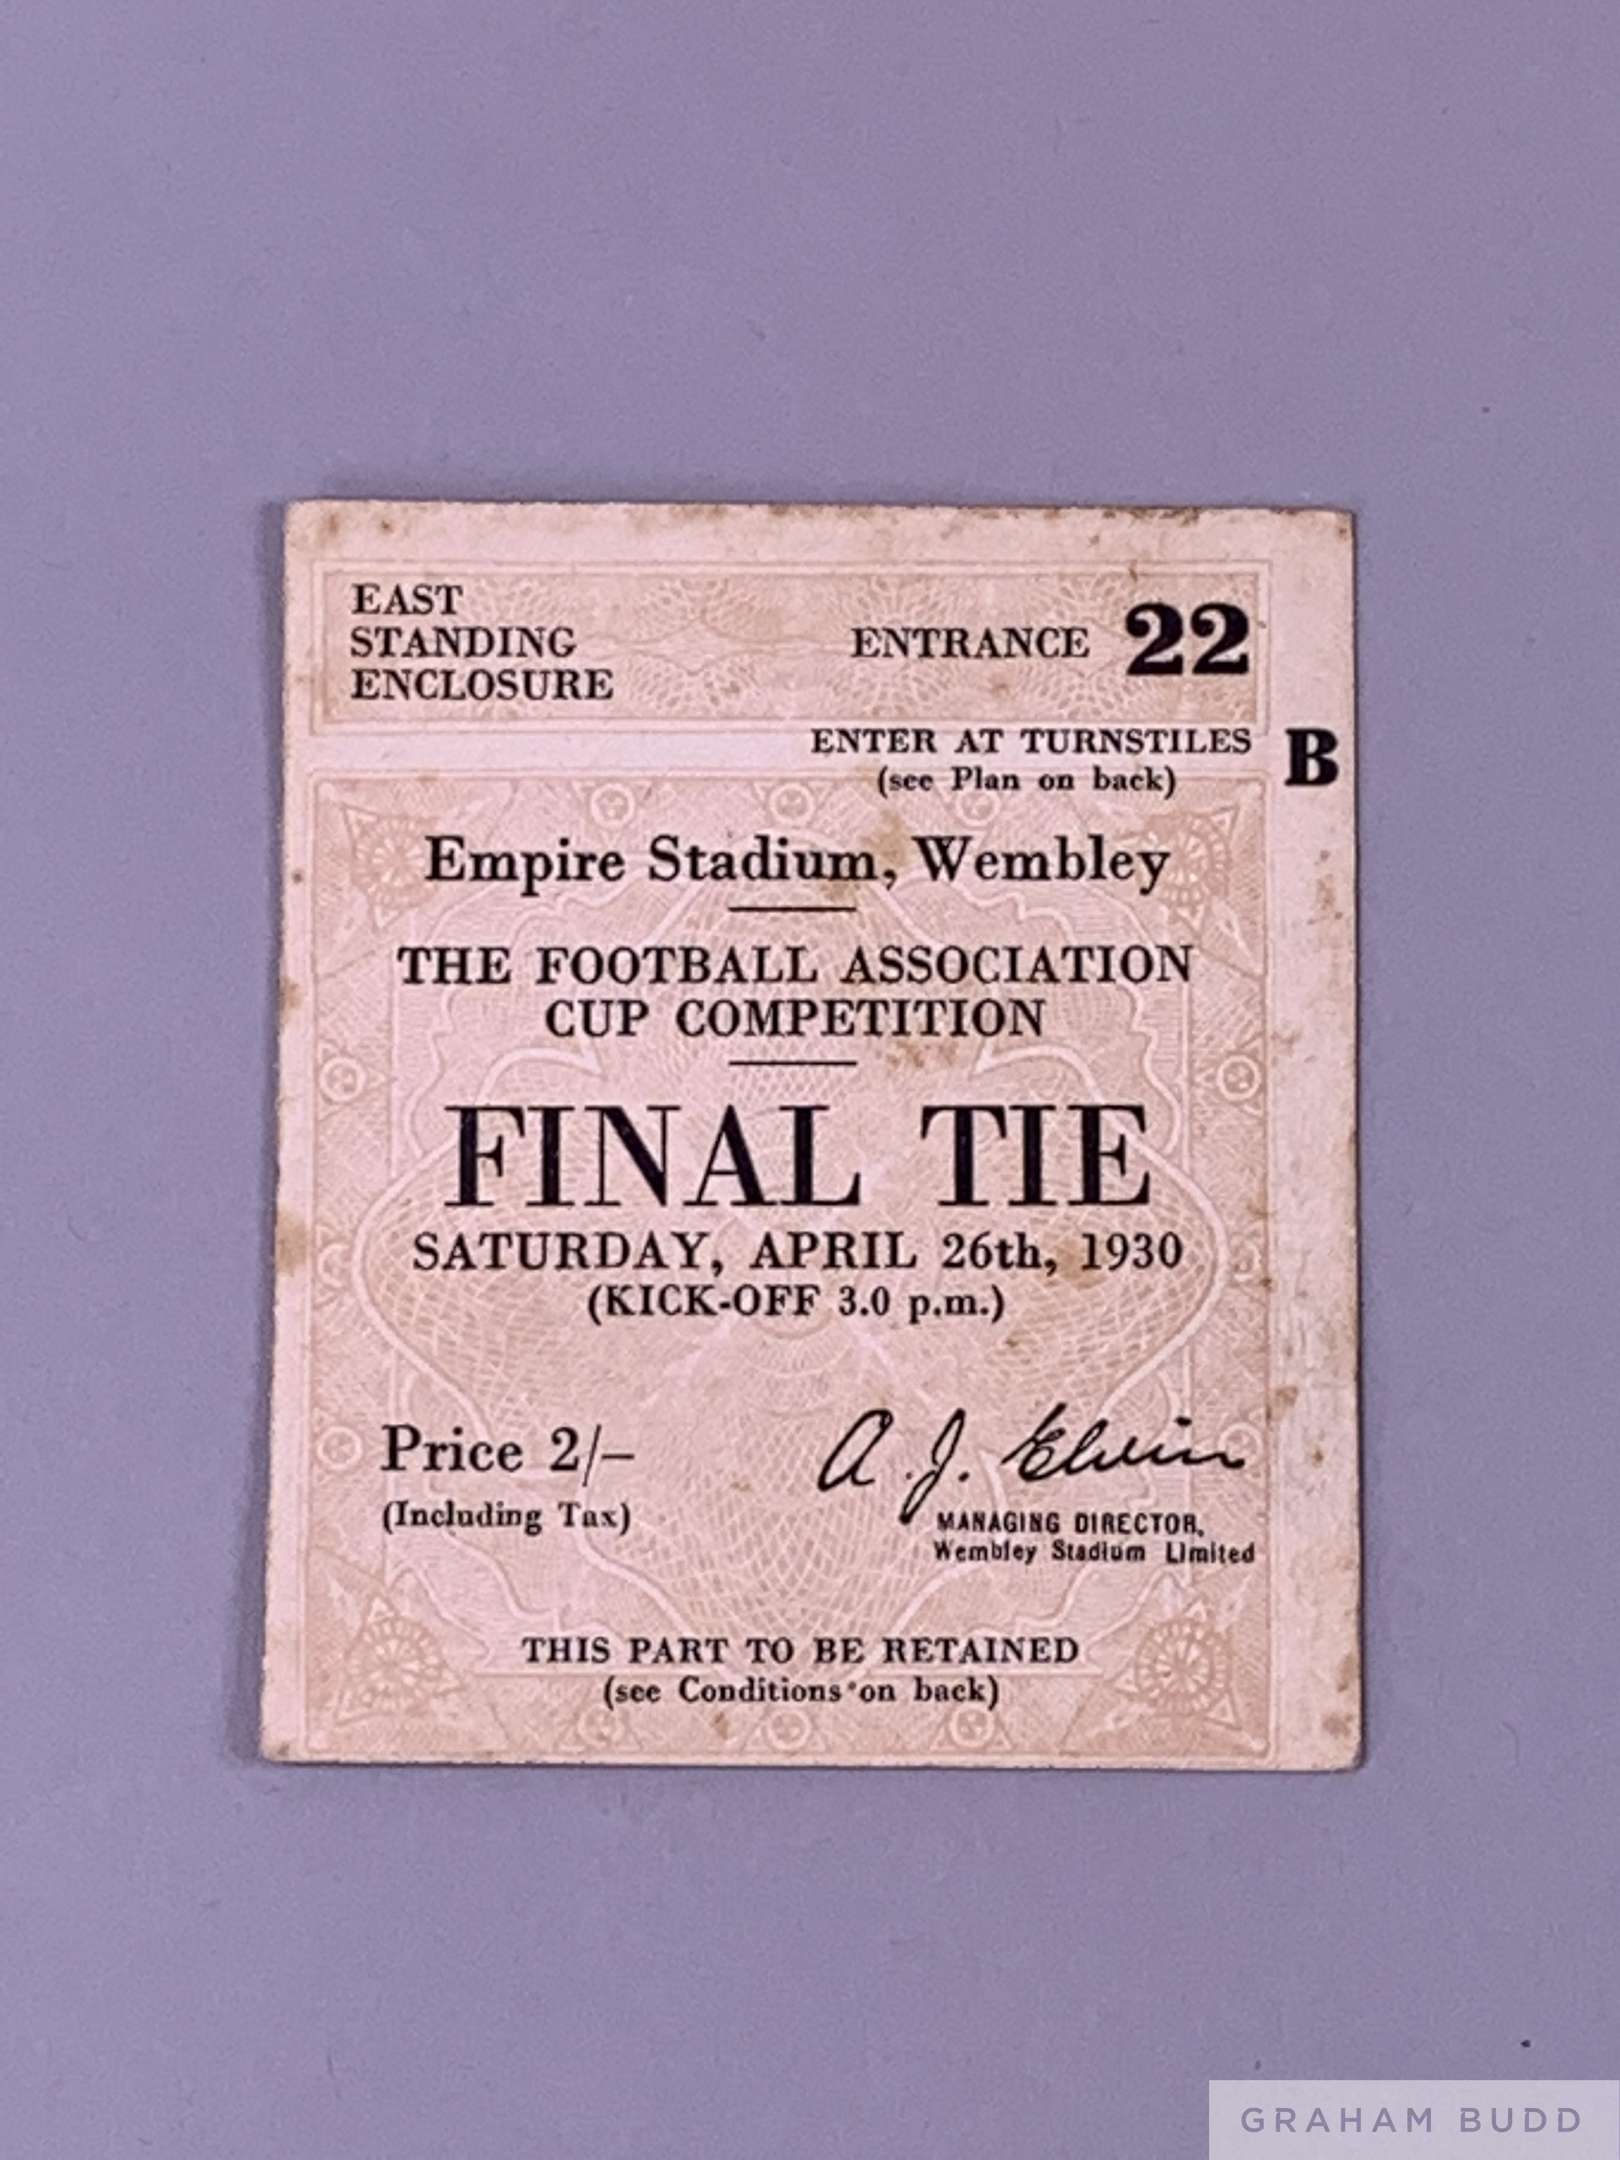 EAST
STANDING
ENCLOSURE
ENTRANCE 22
ENTER AT TURNSTILES B
(see Plan on back)
Empire Stadium, Wembley
THE FOOTBALL ASSOCIATION
CUP COMPETITION
FINAL TIE
SATURDAY, APRIL 26th, 1930
(KICK-OFF 3.0 p.m.)
Price 2/–
(Including Tax)
A. J. Elvin
MANAGING DIRECTOR,
Wembley Stadium Limited
THIS PART TO BE RETAINED
(see Conditions on back)
GRAHAM BUDD